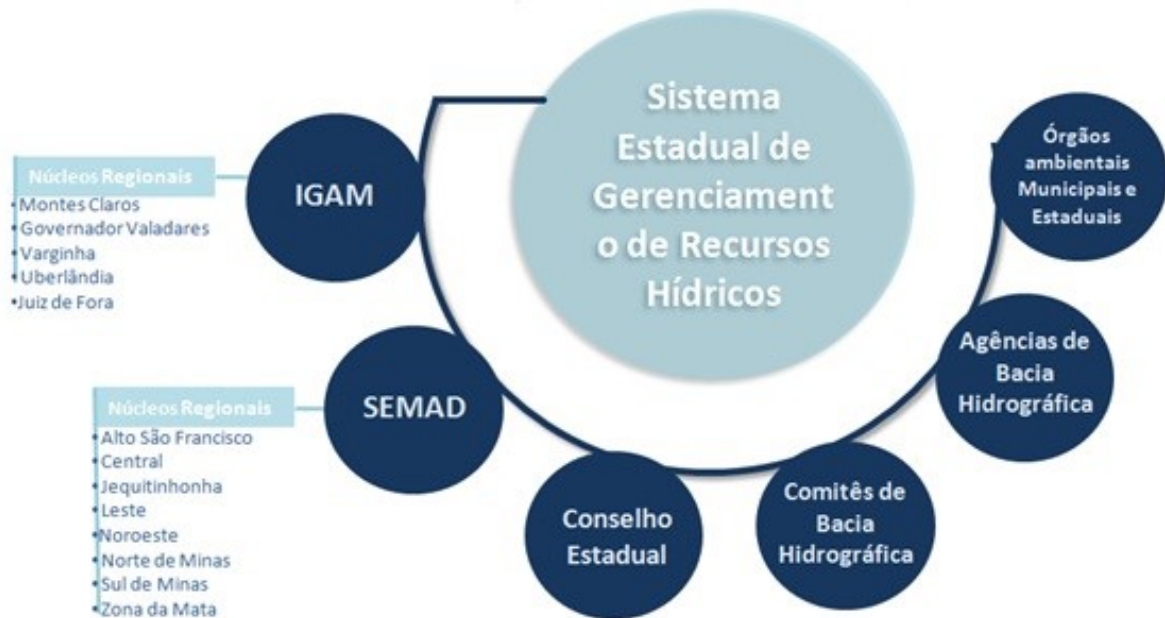 Sistema
Estadual de
Gerenciament
o de Recursos
Hídricos
IGAM
Núcleos Regionais
•Montes Claros
•Governador Valadares
•Varginha
•Uberlândia
•Juiz de Fora
SEMAD
Núcleos Regionais
•Alto São Francisco
•Central
•Jequitinhonha
•Leste
•Noroeste
•Norte de Minas
•Sul de Minas
•Zona da Mata
Conselho
Estadual
Comitês de
Bacia
Hidrográfica
Agências de
Bacia
Hidrográfica
Órgãos
ambientais
Municipais e
Estaduais